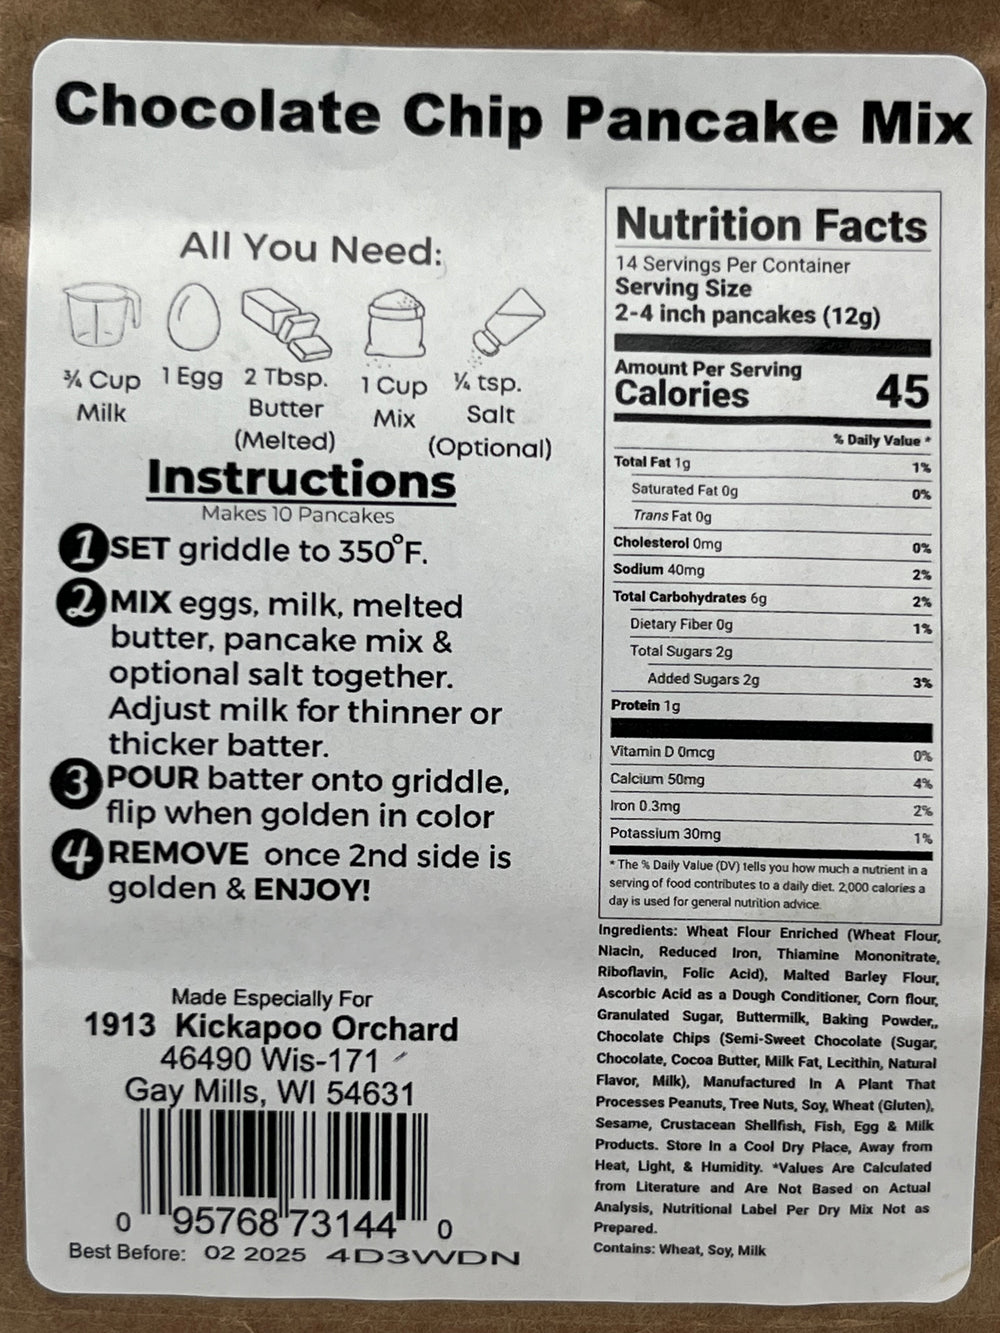 Chocolate Chip Pancake Mix
All You Need:
¾ Cup
Milk
1 Egg
2 Tbsp.
Butter
(Melted)
1 Cup
Mix
¼ tsp.
Salt
(Optional)
Instructions
Makes 10 Pancakes
1 SET griddle to 350°F.
2 MIX eggs, milk, melted
butter, pancake mix &
optional salt together.
Adjust milk for thinner or
thicker batter.
3 POUR batter onto griddle,
flip when golden in color
4 REMOVE once 2nd side is
golden & ENJOY!
Made Especially For
1913 Kickapoo Orchard
46490 Wis-171
Gay Mills, WI 54631
0 95768 73144 0
Best Before: 02 2025 4D3WDN
Nutrition Facts
14 Servings Per Container
Serving Size
2-4 inch pancakes (12g)
Amount Per Serving
Calories 45
% Daily Value *
Total Fat 1g 1%
Saturated Fat 0g 0%
Trans Fat 0g
Cholesterol 0mg 0%
Sodium 40mg 2%
Total Carbohydrates 6g 2%
Dietary Fiber 0g 1%
Total Sugars 2g
Added Sugars 2g 3%
Protein 1g
Vitamin D 0mcg 0%
Calcium 50mg 4%
Iron 0.3mg 2%
Potassium 30mg 1%
* The % Daily Value (DV) tells you how much a nutrient in a
serving of food contributes to a daily diet. 2,000 calories a
day is used for general nutrition advice.
Ingredients: Wheat Flour Enriched (Wheat Flour,
Niacin, Reduced Iron, Thiamine Mononitrate,
Riboflavin, Folic Acid), Malted Barley Flour,
Ascorbic Acid as a Dough Conditioner, Corn flour,
Granulated Sugar, Buttermilk, Baking Powder,,
Chocolate Chips (Semi-Sweet Chocolate (Sugar,
Chocolate, Cocoa Butter, Milk Fat, Lecithin, Natural
Flavor, Milk), Manufactured In A Plant That
Processes Peanuts, Tree Nuts, Soy, Wheat (Gluten),
Sesame, Crustacean Shellfish, Fish, Egg & Milk
Products. Store In a Cool Dry Place, Away from
Heat, Light, & Humidity. *Values Are Calculated
from Literature and Are Not Based on Actual
Analysis, Nutritional Label Per Dry Mix Not as
Prepared.
Contains: Wheat, Soy, Milk